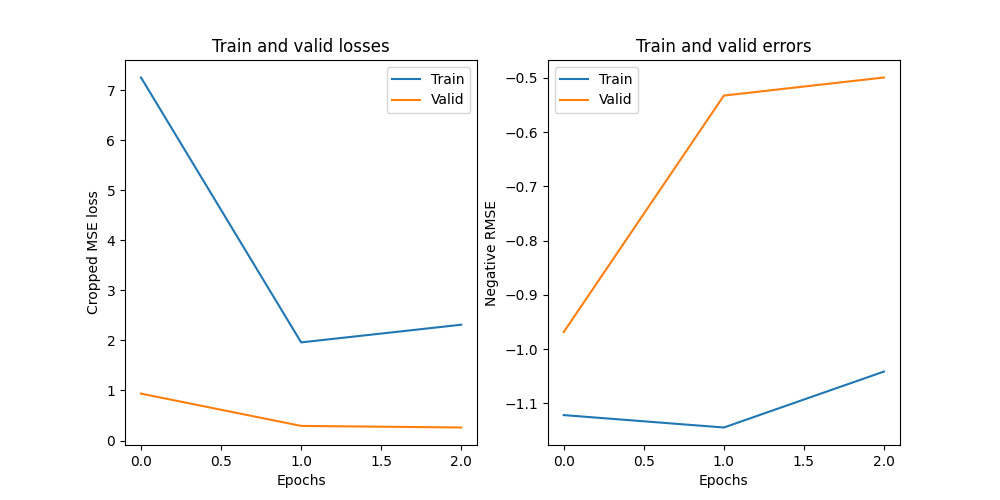 Train and valid losses
Cropped MSE loss
7
6
5
4
3
2
1
0
Train
Valid
0.0 0.5 1.0 1.5 2.0
Epochs
Train and valid errors
Negative RMSE
−0.5
−0.6
−0.7
−0.8
−0.9
−1.0
−1.1
Train
Valid
0.0 0.5 1.0 1.5 2.0
Epochs